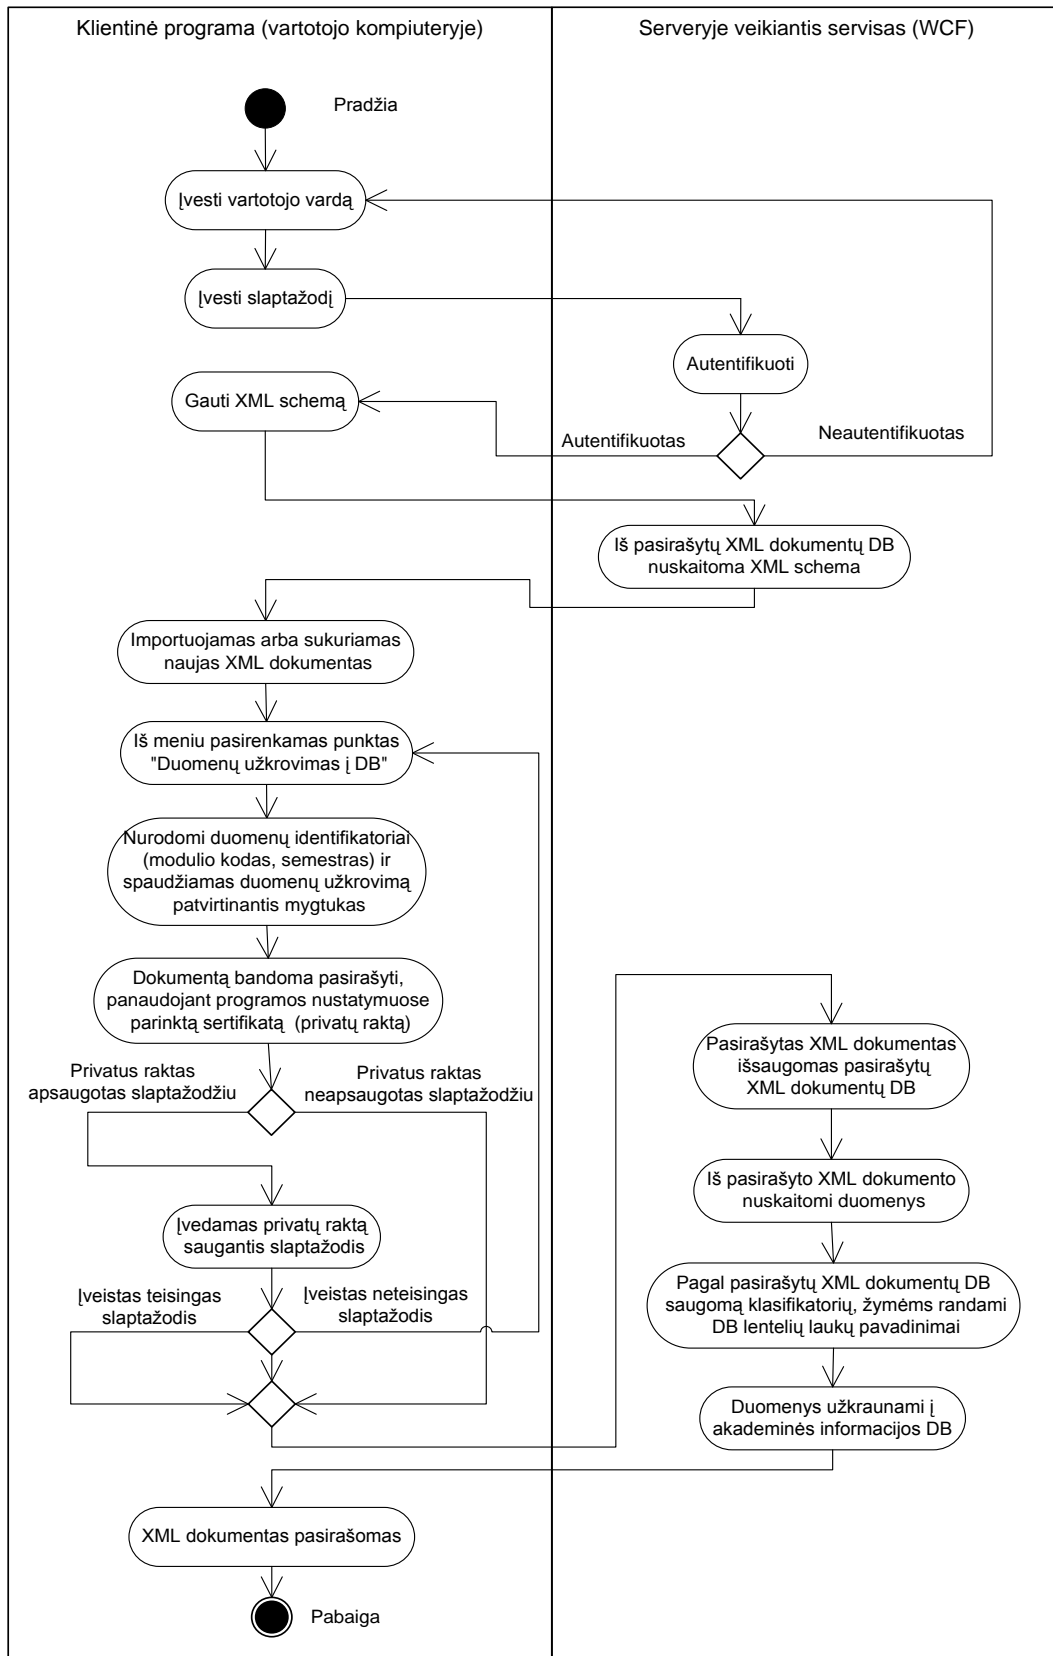 Klientinė programa (vartotojo kompiuteryje)
Serveryje veikiantis servisas (WCF)
Pradžia
Įvesti vartotojo vardą
Įvesti slaptažodį
Autentifikuoti
Gauti XML schemą
Autentifikuotas
Neautentifikuotas
Iš pasirašytų XML dokumentų DB
nuskaitoma XML schema
Importuojamas arba sukuriamas
naujas XML dokumentas
Iš meniu pasirenkamas punktas
"Duomenų užkrovimas į DB"
Nurodomi duomenų identifikatoriai
(modulio kodas, semestras) ir
spaudžiamas duomenų užkrovimą
patvirtinantis mygtukas
Dokumentą bandoma pasirašyti,
panaudojant programos nustatymuose
parinktą sertifikatą (privatų raktą)
Privatus raktas
apsaugotas slaptažodžiu
Privatus raktas
neapsaugotas slaptažodžiu
Įvedamas privatų raktą
saugantis slaptažodis
Įveistas teisingas
slaptažodis
Įveistas neteisingas
slaptažodis
Pasirašytas XML dokumentas
išsaugomas pasirašytų
XML dokumentų DB
Iš pasirašyto XML dokumento
nuskaitomi duomenys
Pagal pasirašytų XML dokumentų DB
saugomą klasifikatorių, žymėms randami
DB lentelių laukų pavadinimai
Duomenys užkraunami į
akademinės informacijos DB
XML dokumentas pasirašomas
Pabaiga